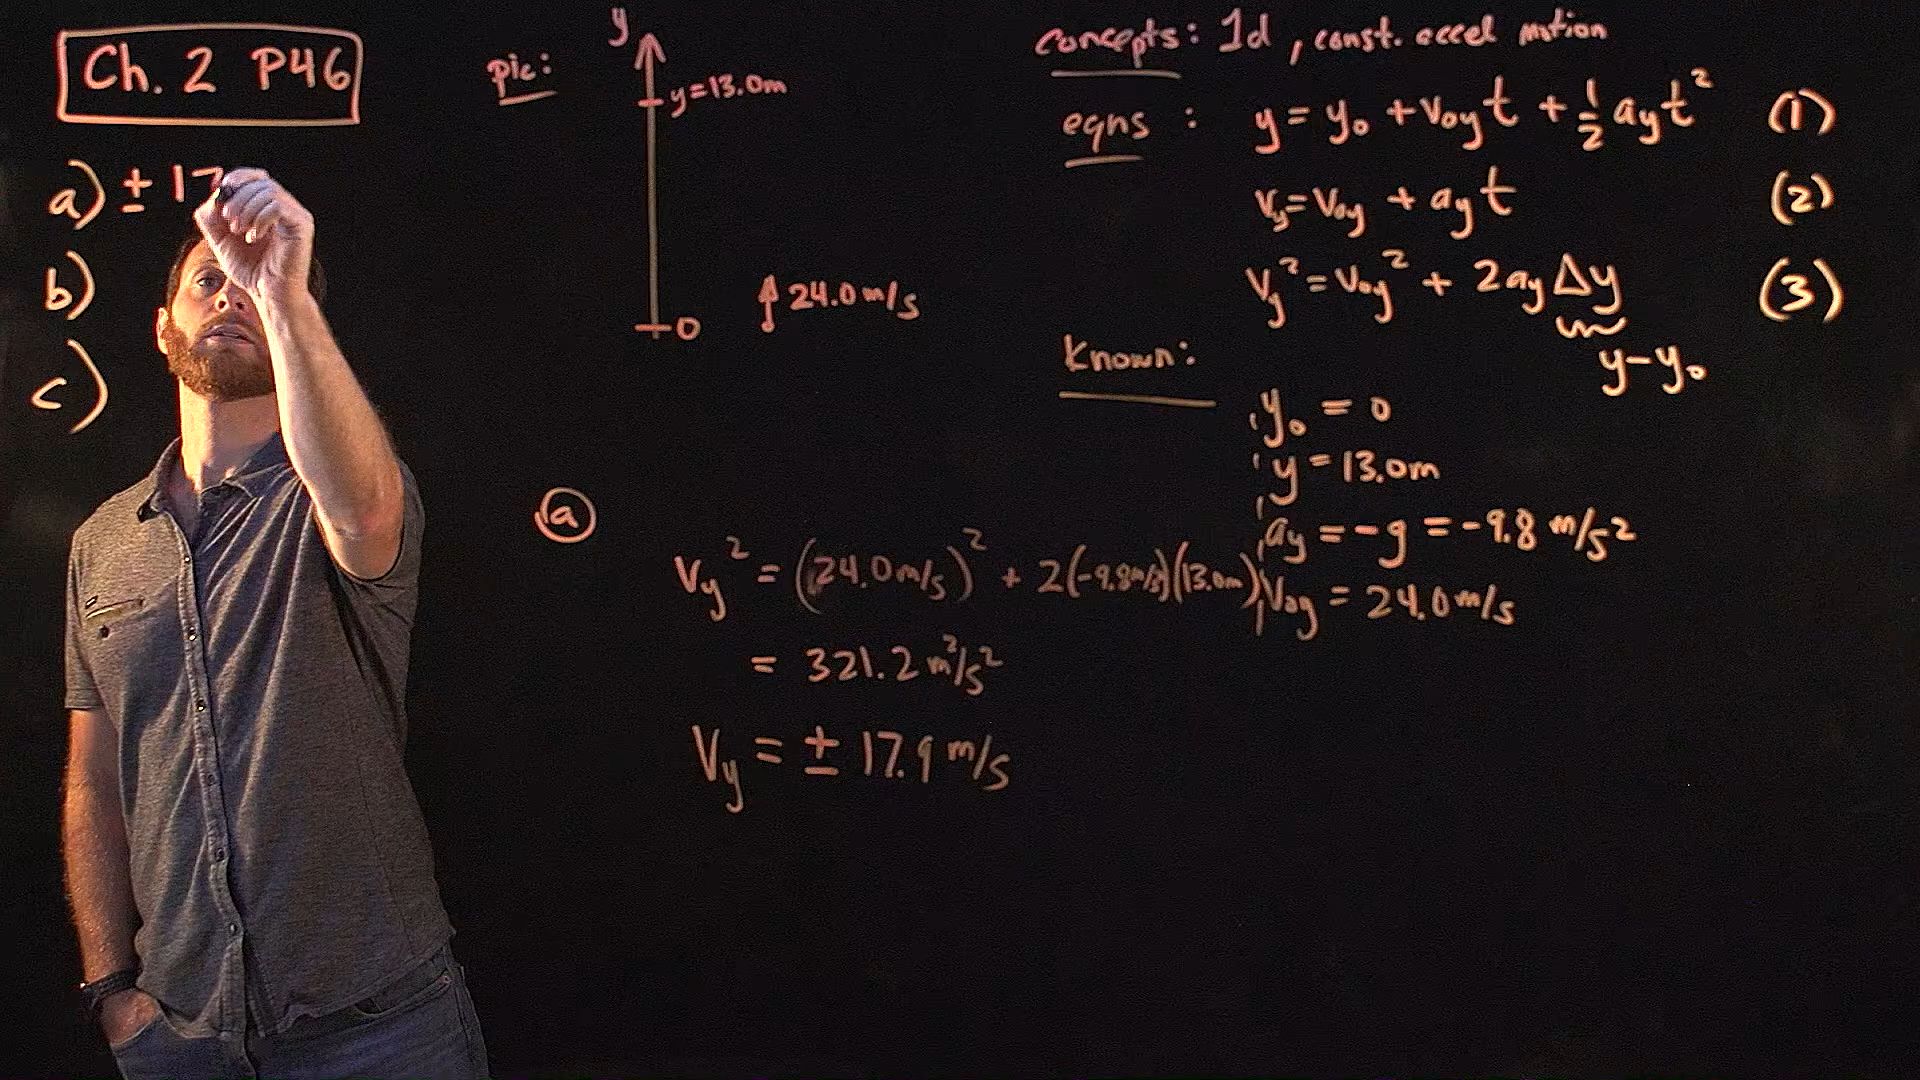 Ch. 2 P46
a) ± 17
b)
c)
pic:
y
y=13.0m
24.0 m/s
0
concepts: 1d, const. accel motion
eqns : y = y₀ + v₀y t + ½ ay t² (1)
vy = v₀y + ay t (2)
vy² = v₀y² + 2ay Δy (3)
y-y₀
Known:
y₀ = 0
y = 13.0m
ay = -g = -9.8 m/s²
v₀y = 24.0 m/s
a
vy² = (24.0m/s)² + 2(-9.8m/s²)(13.0m)
= 321.2 m²/s²
Vy = ± 17.9 m/s